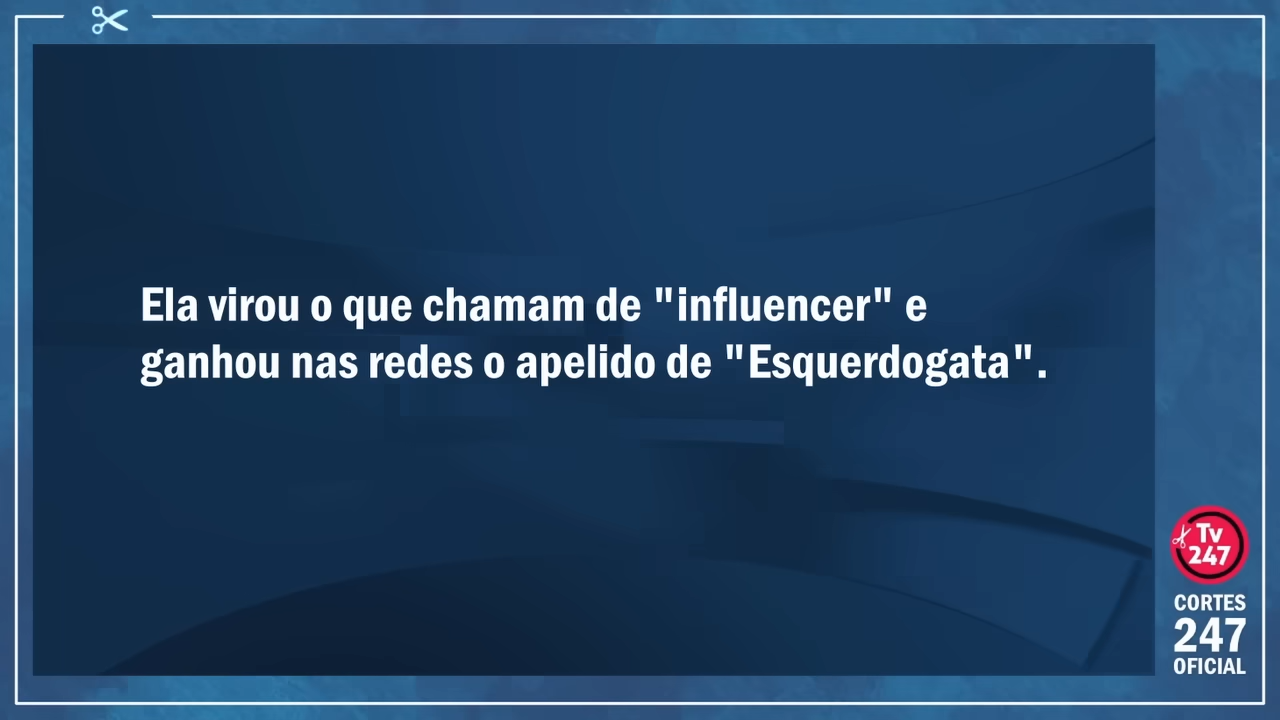 Ela virou o que chamam de "influencer" e
ganhou nas redes o apelido de "Esquerdogata".
Tv
247
CORTES
247
OFICIAL